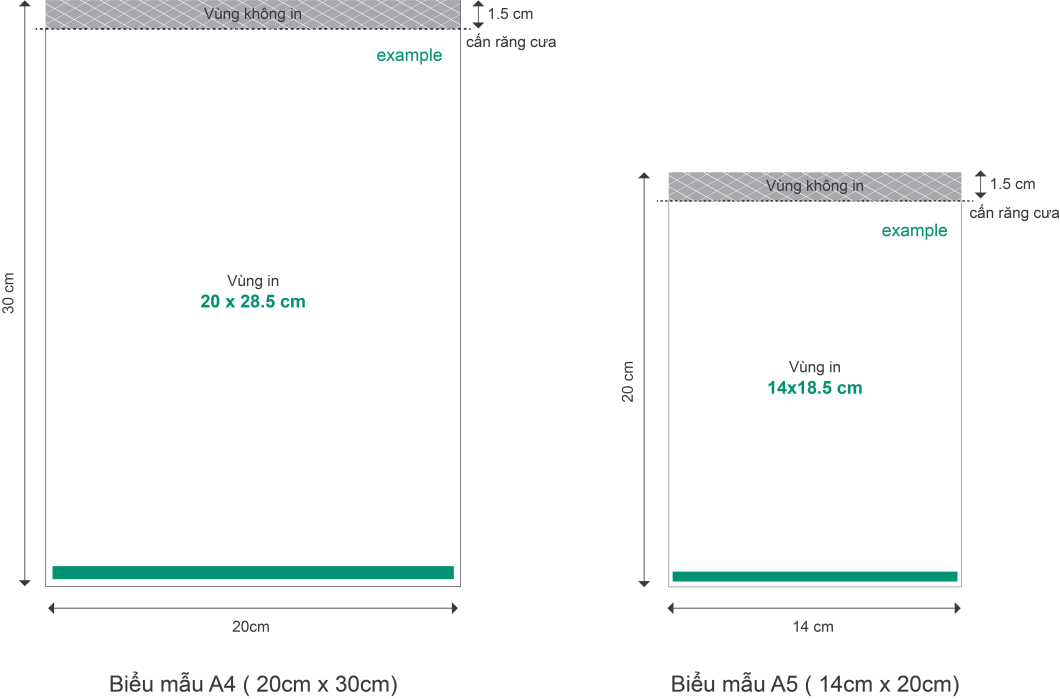 Vùng không in
1.5 cm
cấn răng cưa
example
30 cm
Vùng in
20 x 28.5 cm
20cm
Biểu mẫu A4 ( 20cm x 30cm)
Vùng không in
1.5 cm
cấn răng cưa
example
20 cm
Vùng in
14x18.5 cm
14 cm
Biểu mẫu A5 ( 14cm x 20cm)